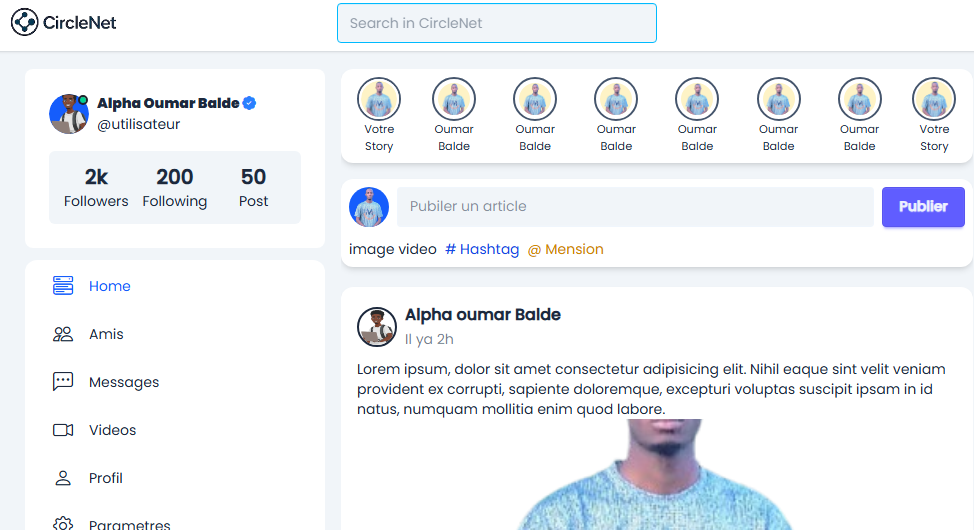 CircleNet
Search in CircleNet
Alpha Oumar Balde
@utilisateur
2k
200
50
Followers
Following
Post
Home
Amis
Messages
Videos
Profil
Parametres
Votre
Story
Oumar
Balde
Oumar
Balde
Oumar
Balde
Oumar
Balde
Oumar
Balde
Oumar
Balde
Votre
Story
Pubiler un article
Publier
image video # Hashtag @ Mension
Alpha oumar Balde
Il ya 2h
Lorem ipsum, dolor sit amet consectetur adipisicing elit. Nihil eaque sint velit veniam
provident ex corrupti, sapiente doloremque, excepturi voluptas suscipit ipsam in id
natus, numquam mollitia enim quod labore.